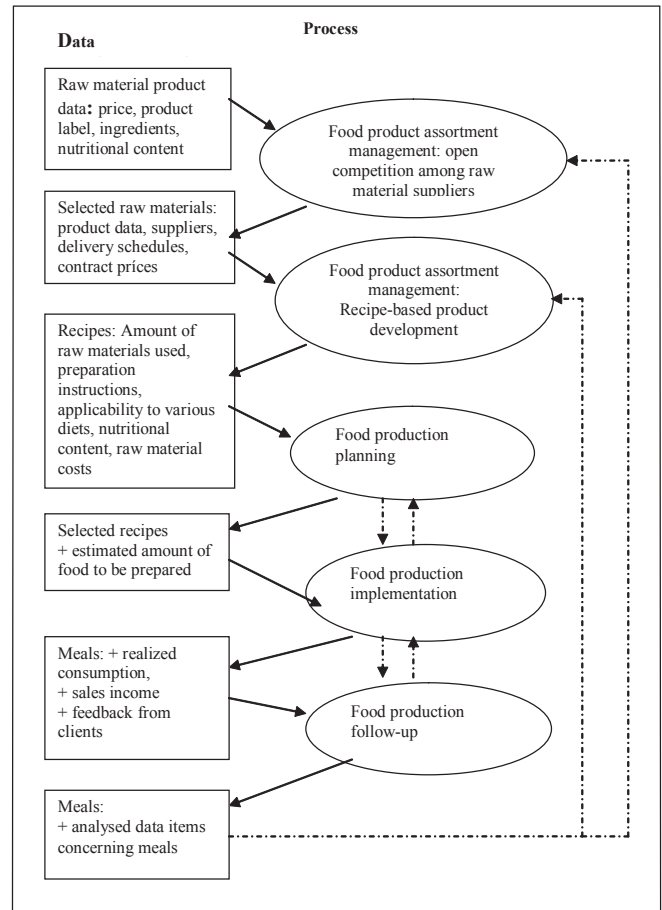 Process
Data
Raw material product
data: price, product
label, ingredients,
nutritional content
Food product assortment
management: open
competition among raw
material suppliers
Selected raw materials:
product data, suppliers,
delivery schedules,
contract príces
Food product assortment
management:
Recipe-based product
development
Recipes: Amount of
raw materials used,
preparation
instructions,
applicability to various
diets, nutritional
content, raw material
costs
Food production
planning
Selected recipes
+ estimated amount of
food to be prepared
Food production
implementation
Meals: + realized
consumption,
+ sales income
+ feedback from
clients
Food production
follow-up
Meals:
+ analysed data items
concerning meals